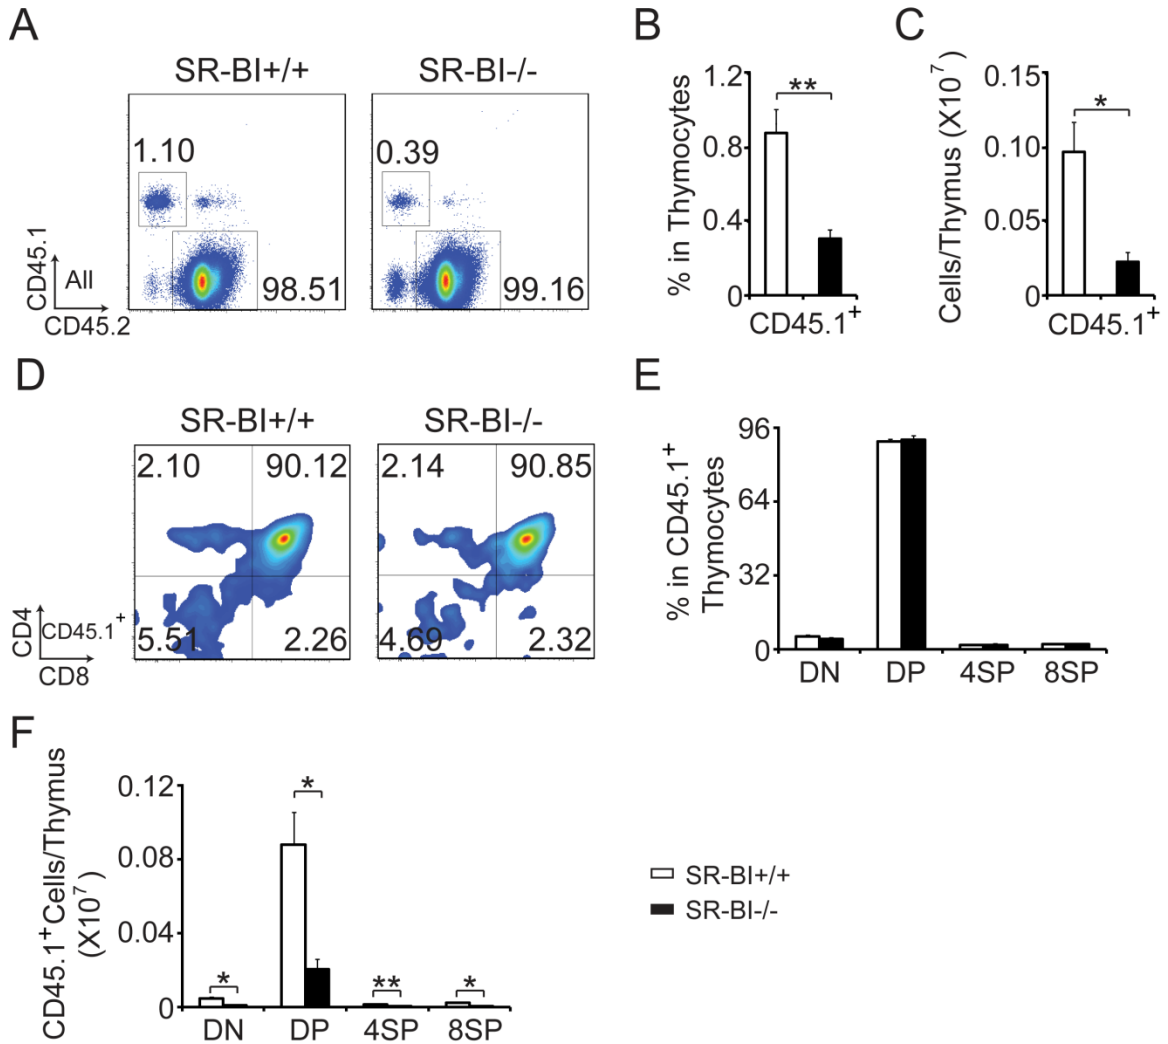 A
SR-BI+/+
SR-BI-/-
1.10
0.39
98.51
99.16
CD45.1
All
CD45.2
B
% in Thymocytes
1.2
0.8
0.4
0
**
CD45.1⁺
C
Cells/Thymus (X10⁷)
0.15
0.10
0.05
0
*
CD45.1⁺
D
SR-BI+/+
SR-BI-/-
2.10
90.12
5.51
2.26
2.14
90.85
4.69
2.32
CD4
CD45.1⁺
CD8
E
% in CD45.1⁺
Thymocytes
96
64
32
0
DN
DP
4SP
8SP
F
CD45.1⁺Cells/Thymus
(X10⁷)
0.12
0.08
0.04
0
*
*
**
*
DN
DP
4SP
8SP
SR-BI+/+
SR-BI-/-